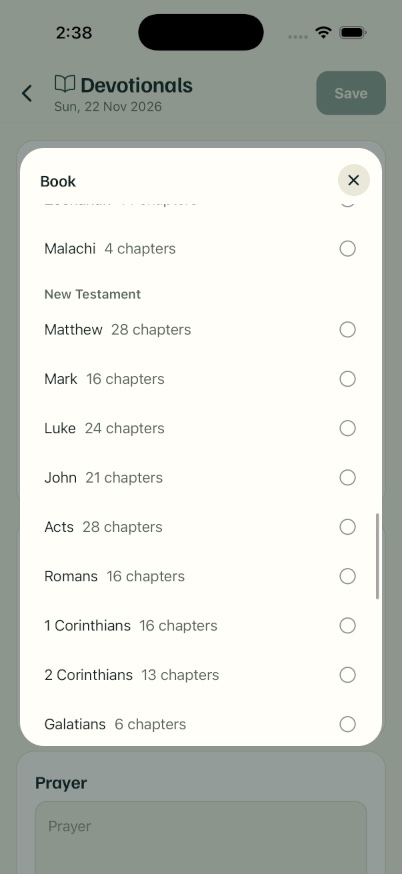 2:38
Devotionals
Sun, 22 Nov 2026
Save
Book
Malachi 4 chapters
New Testament
Matthew 28 chapters
Mark 16 chapters
Luke 24 chapters
John 21 chapters
Acts 28 chapters
Romans 16 chapters
1 Corinthians 16 chapters
2 Corinthians 13 chapters
Galatians 6 chapters
Prayer
Prayer